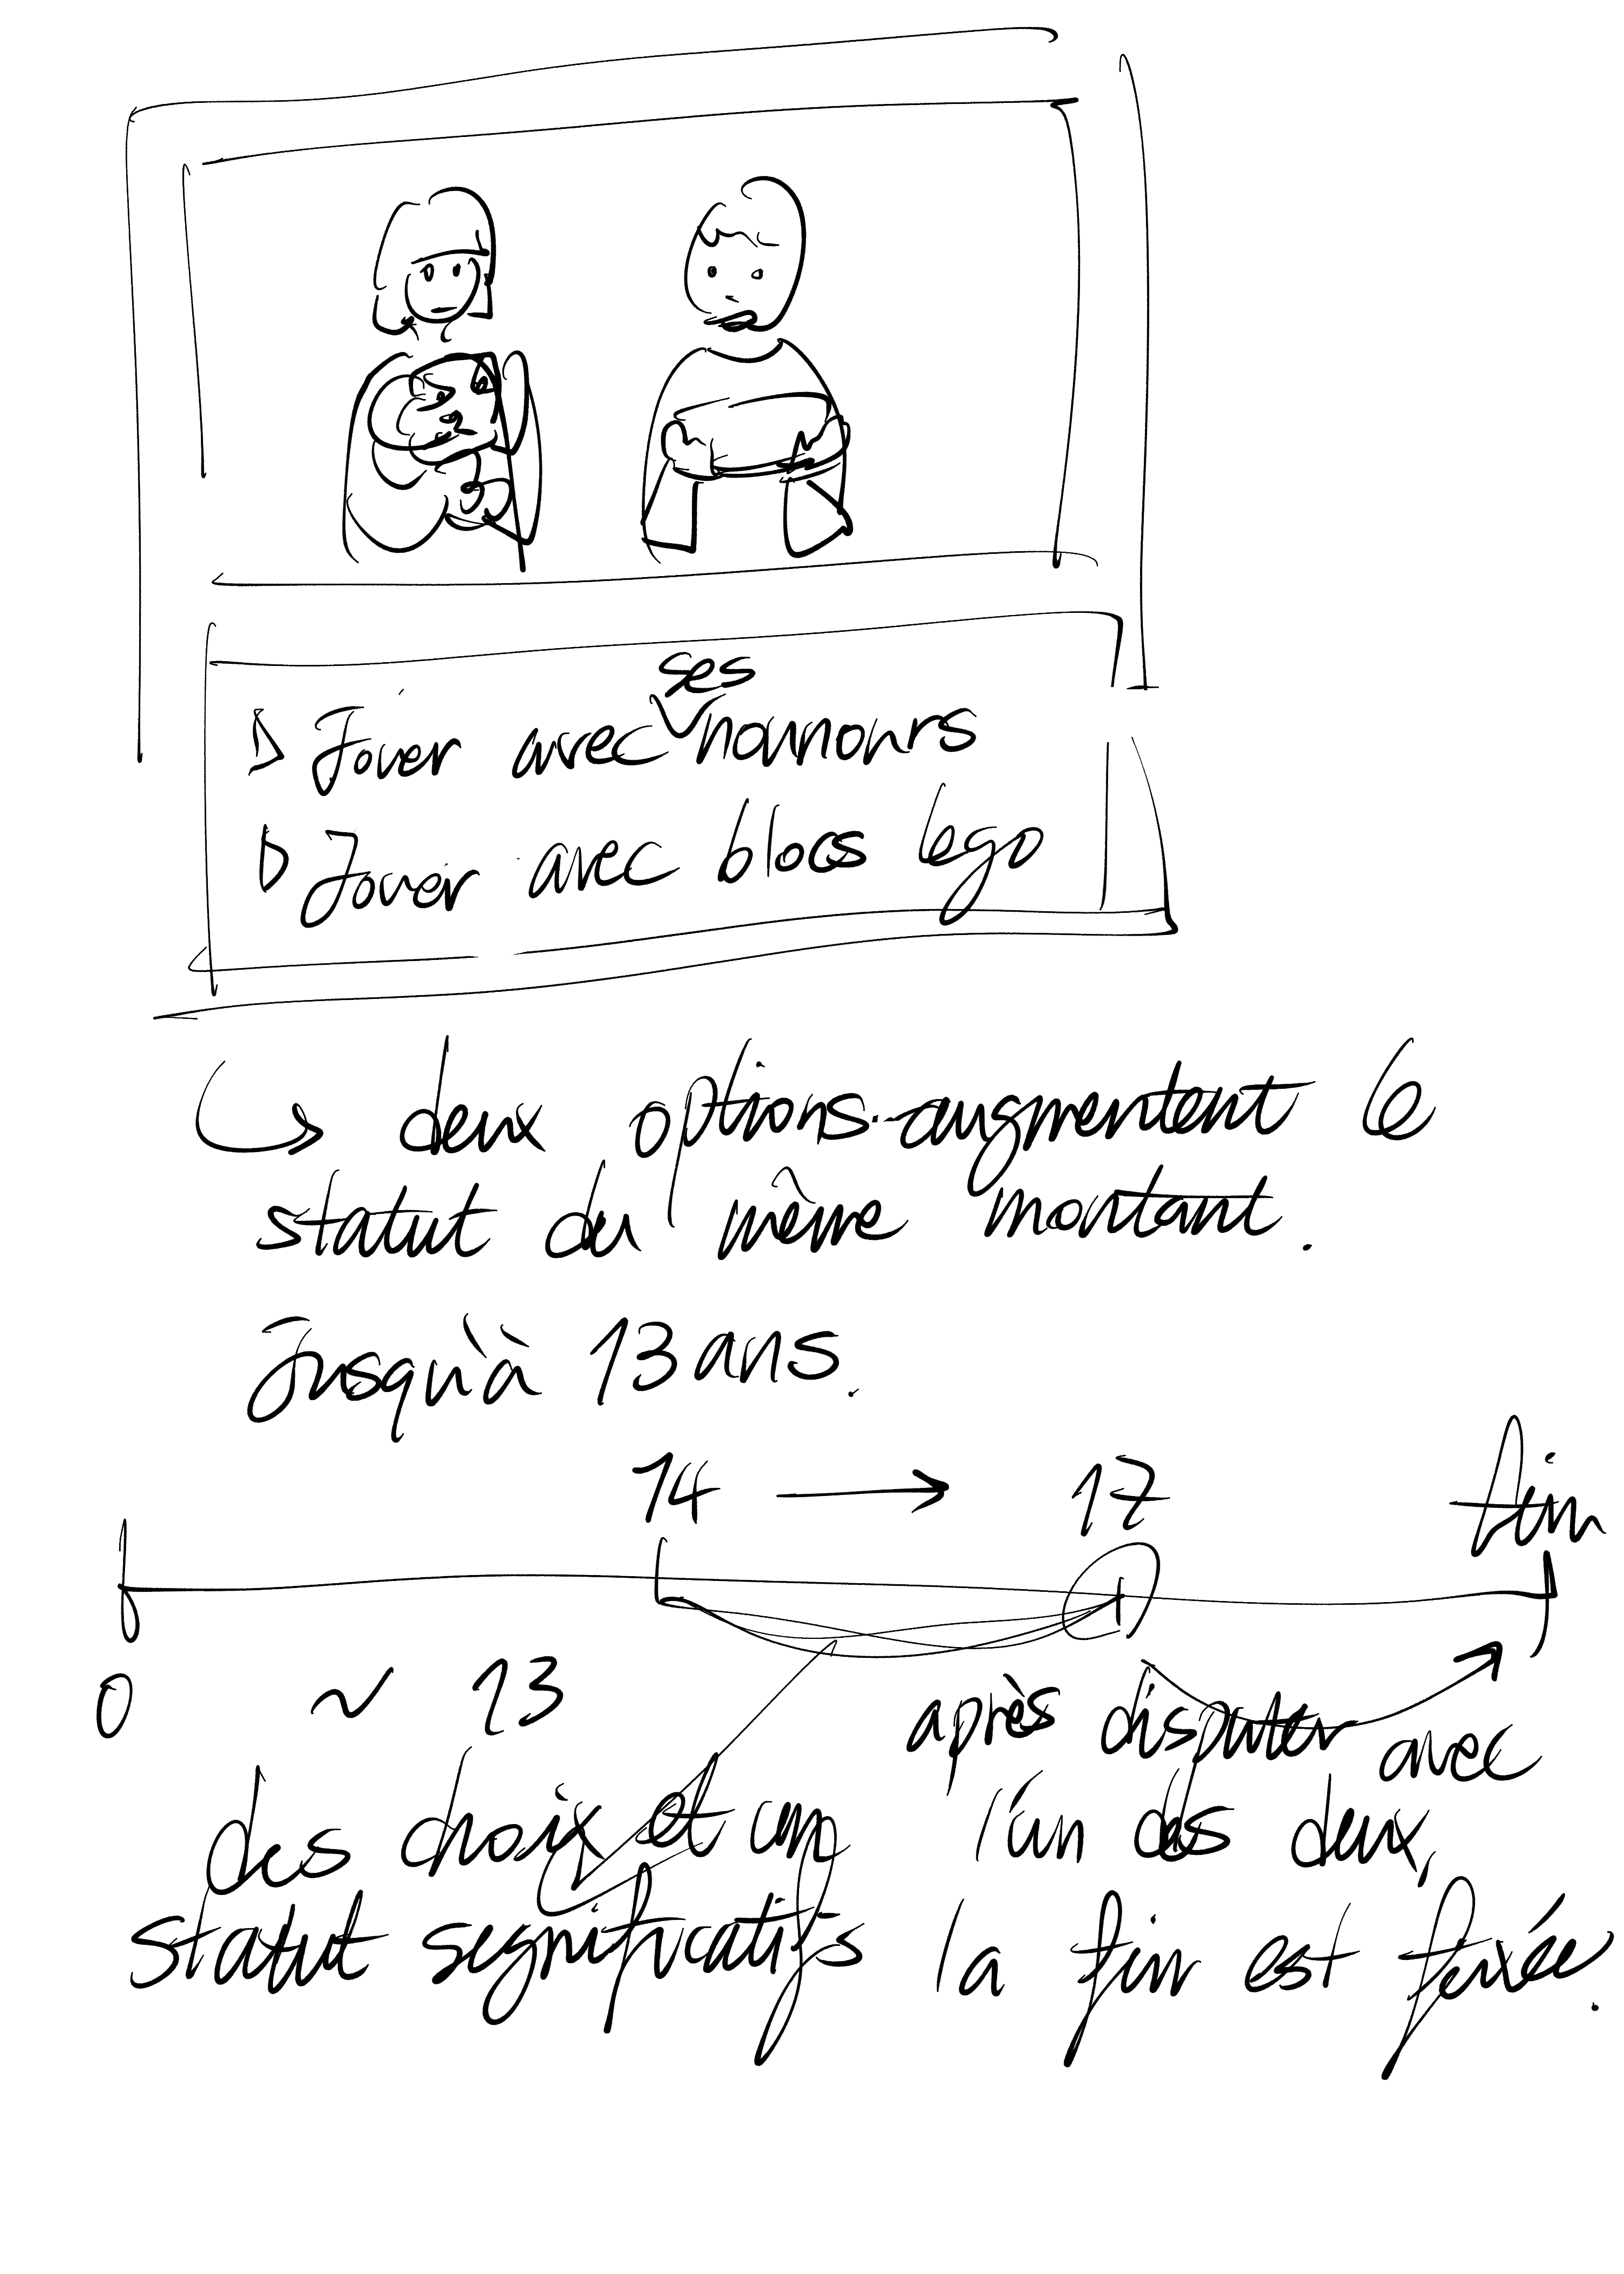 ses
Jouer avec nounours
Jouer avec blocs lego
deux options augmentent le
statut du même montant.
Jusqu'à 13 ans.
14 → 17 fin
0 ~ 13
après disputer avec
des choix et un l'un des deux,
statut significatifs la fin est fixée.